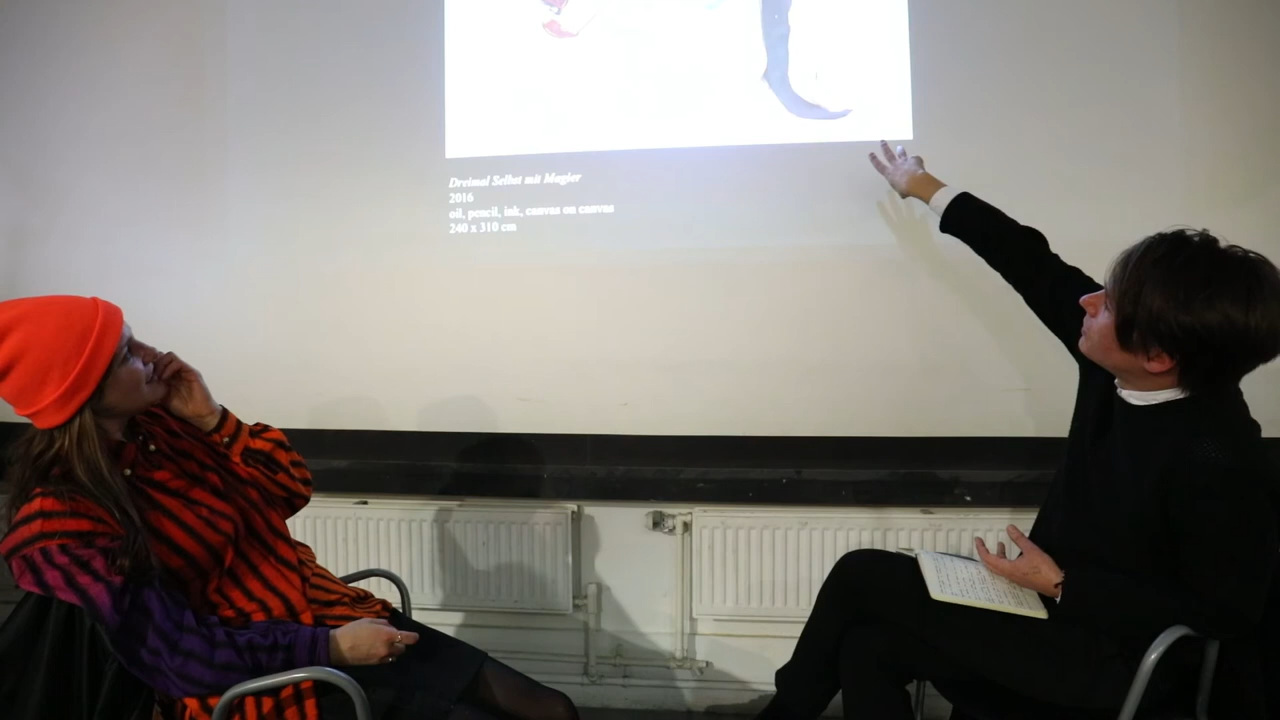 Dreimal Selbst mit Magier
2016
oil, pencil, ink, canvas on canvas
240 x 310 cm